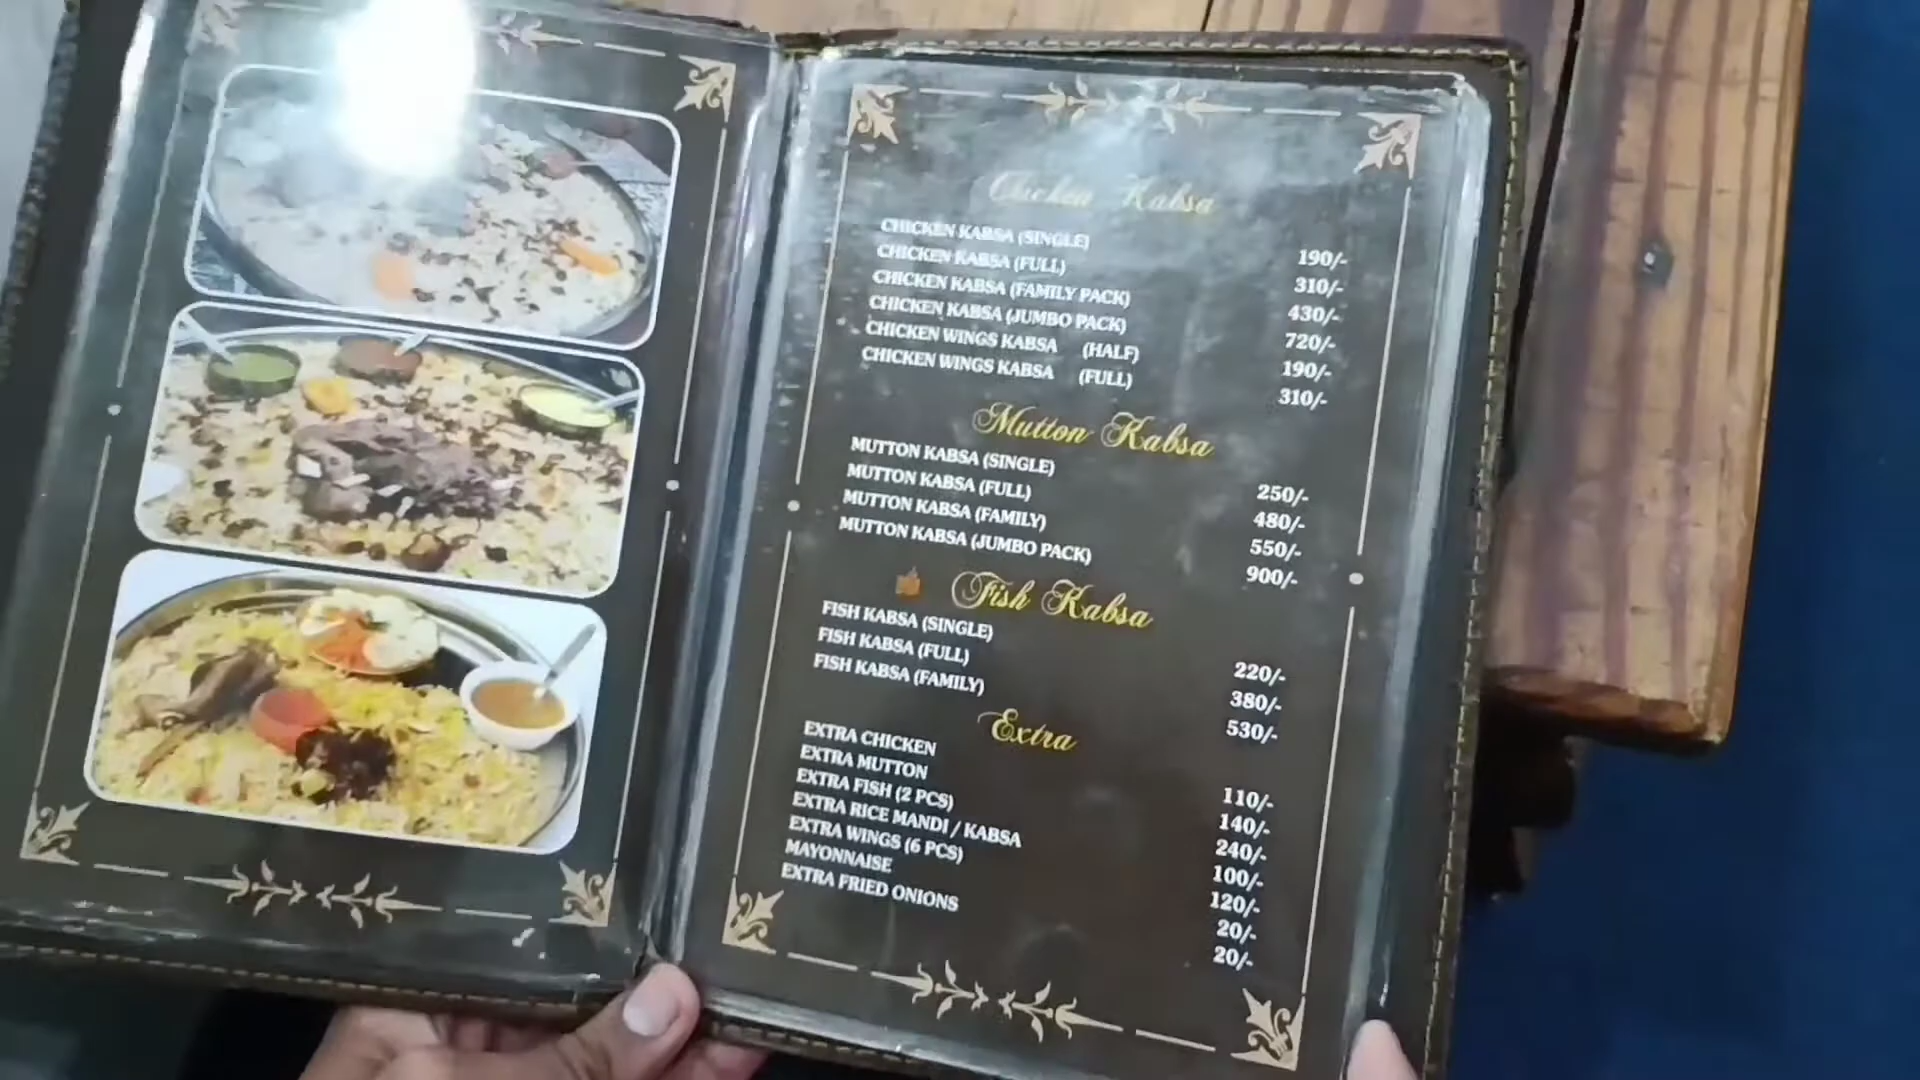 Chicken Kabsa
CHICKEN KABSA (SINGLE) 190/-
CHICKEN KABSA (FULL) 310/-
CHICKEN KABSA (FAMILY PACK) 430/-
CHICKEN KABSA (JUMBO PACK) 720/-
CHICKEN WINGS KABSA (HALF) 190/-
CHICKEN WINGS KABSA (FULL) 310/-
Mutton Kabsa
MUTTON KABSA (SINGLE) 250/-
MUTTON KABSA (FULL) 480/-
MUTTON KABSA (FAMILY) 550/-
MUTTON KABSA (JUMBO PACK) 900/-
Fish Kabsa
FISH KABSA (SINGLE) 220/-
FISH KABSA (FULL) 380/-
FISH KABSA (FAMILY) 530/-
Extra
EXTRA CHICKEN 110/-
EXTRA MUTTON 140/-
EXTRA FISH (2 PCS) 240/-
EXTRA RICE MANDI / KABSA 100/-
EXTRA WINGS (6 PCS) 120/-
MAYONNAISE 20/-
EXTRA FRIED ONIONS 20/-